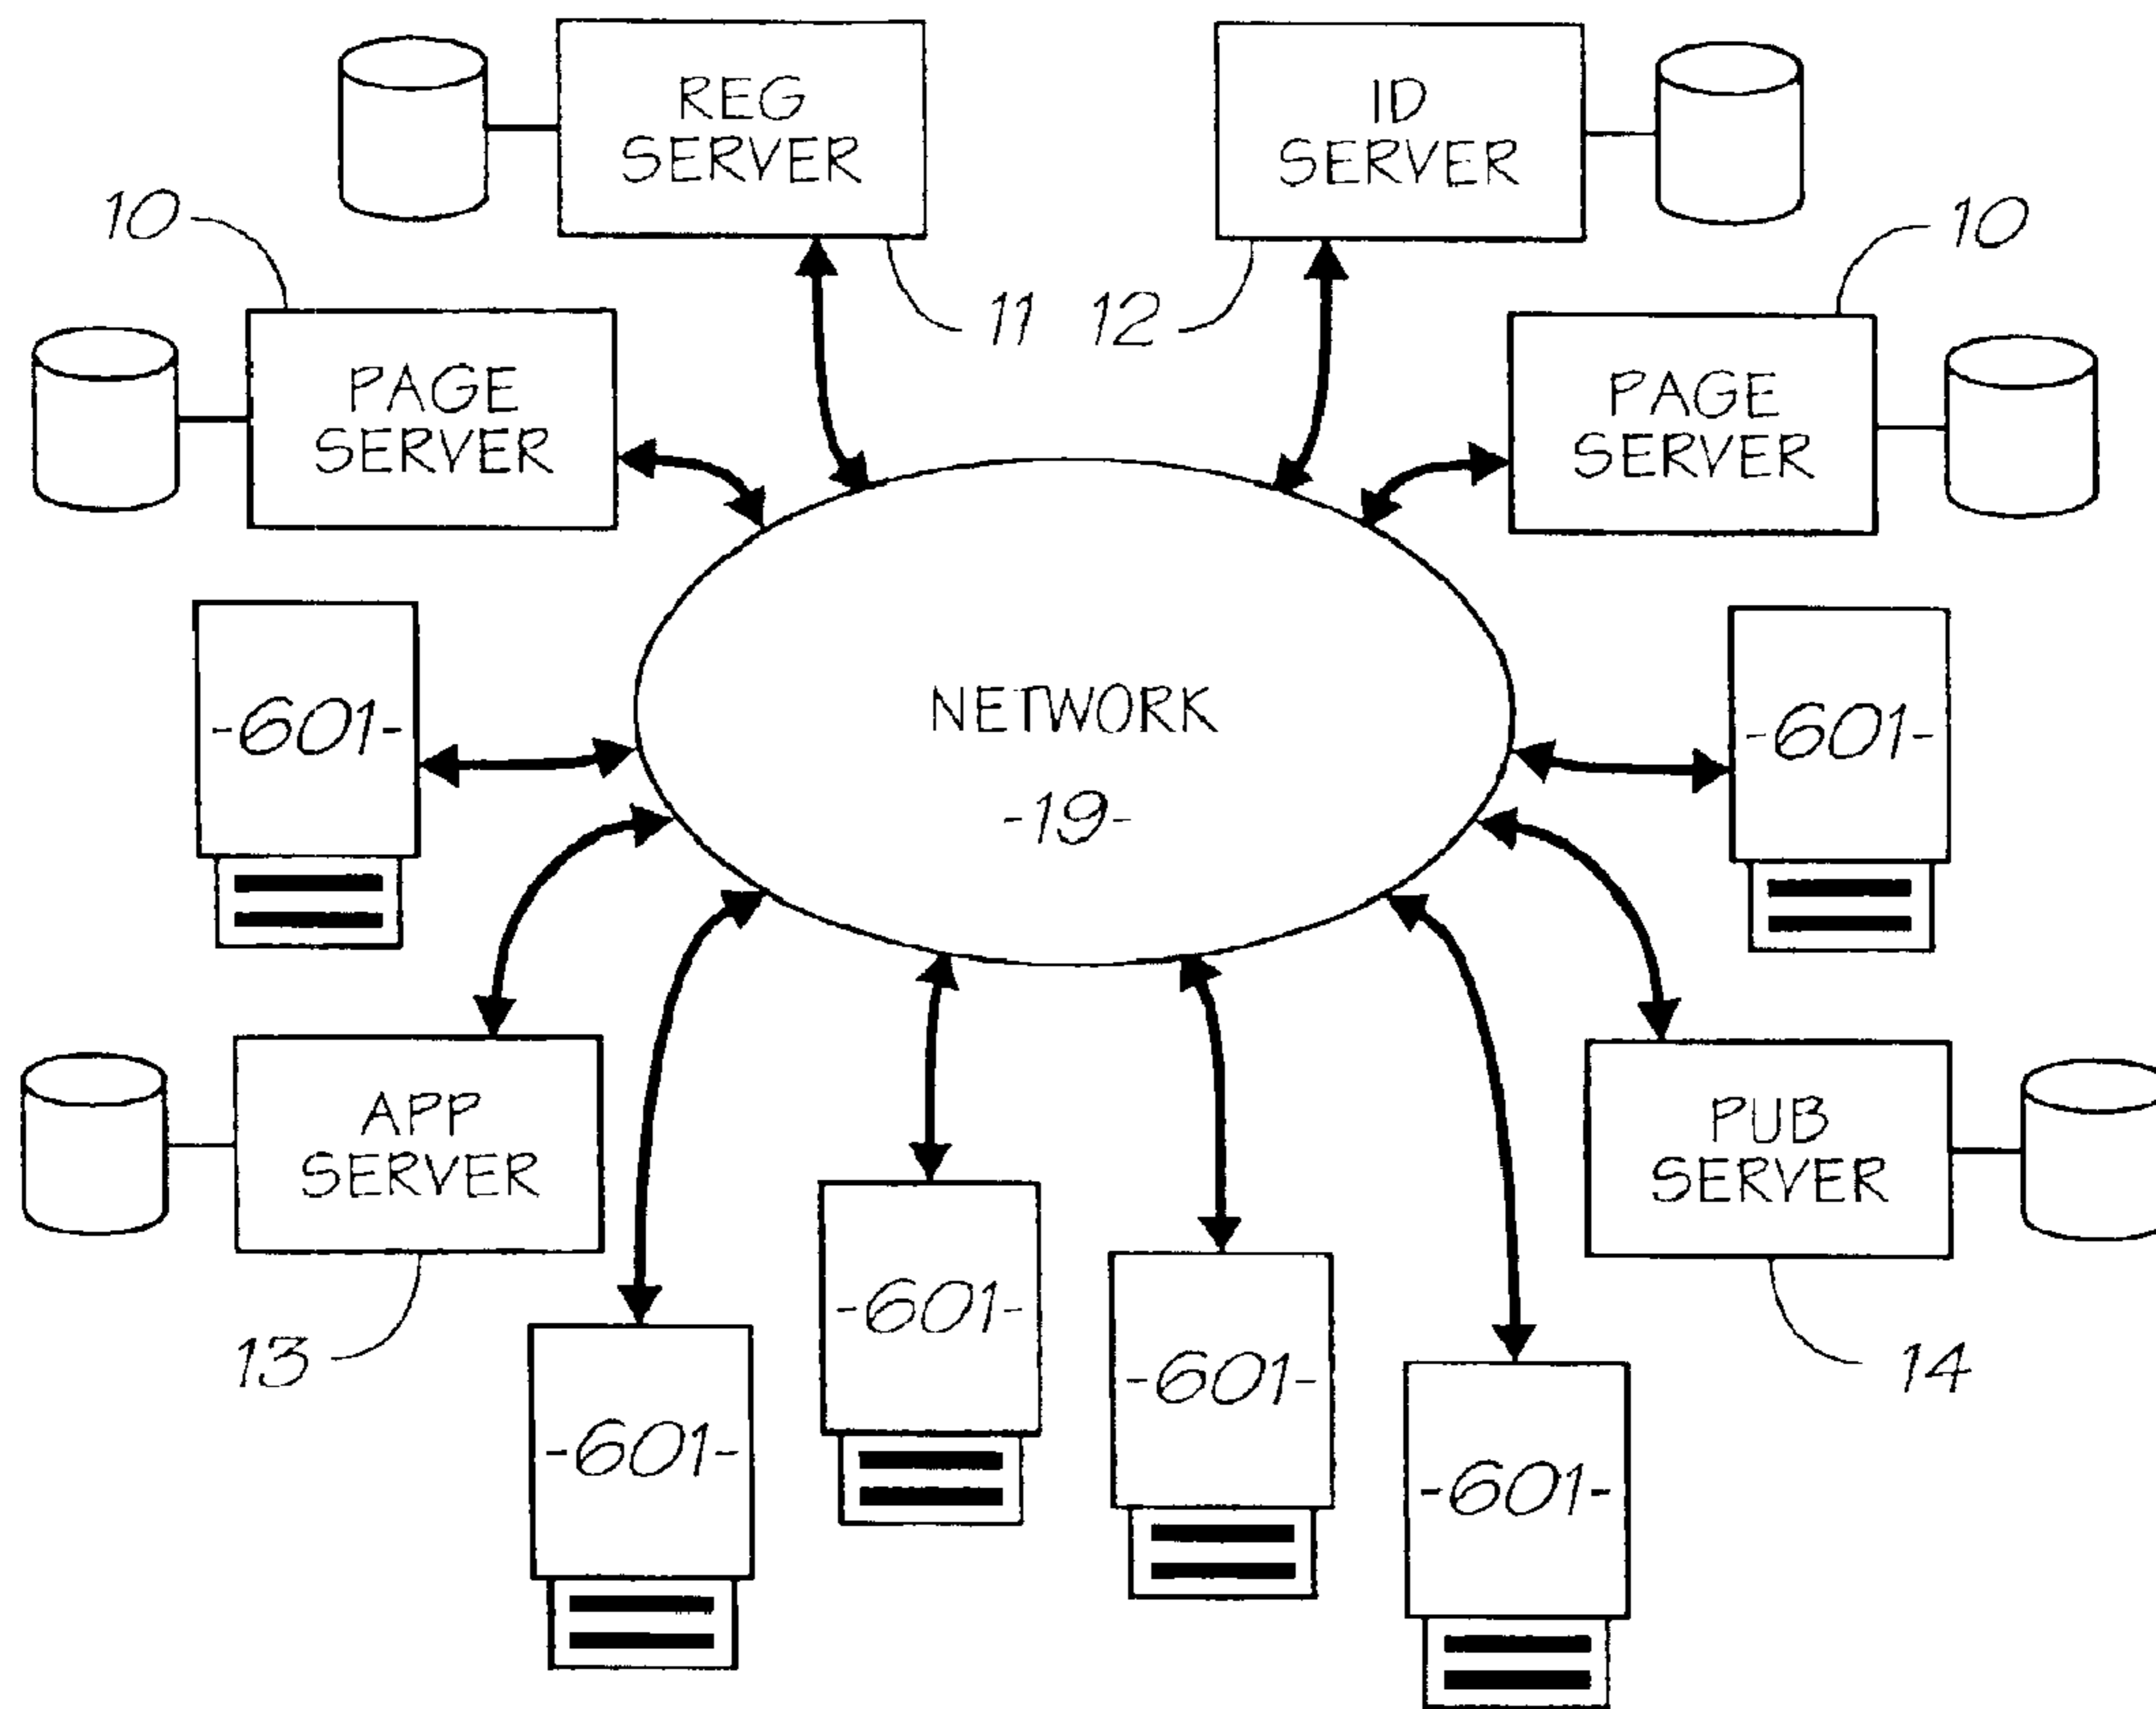 REG
SERVER
ID
SERVER
10
10
11
12
PAGE
SERVER
PAGE
SERVER
-601-
NETWORK
-19-
-601-
APP
SERVER
PUB
SERVER
13
14
-601-
-601-
-601-
-601-